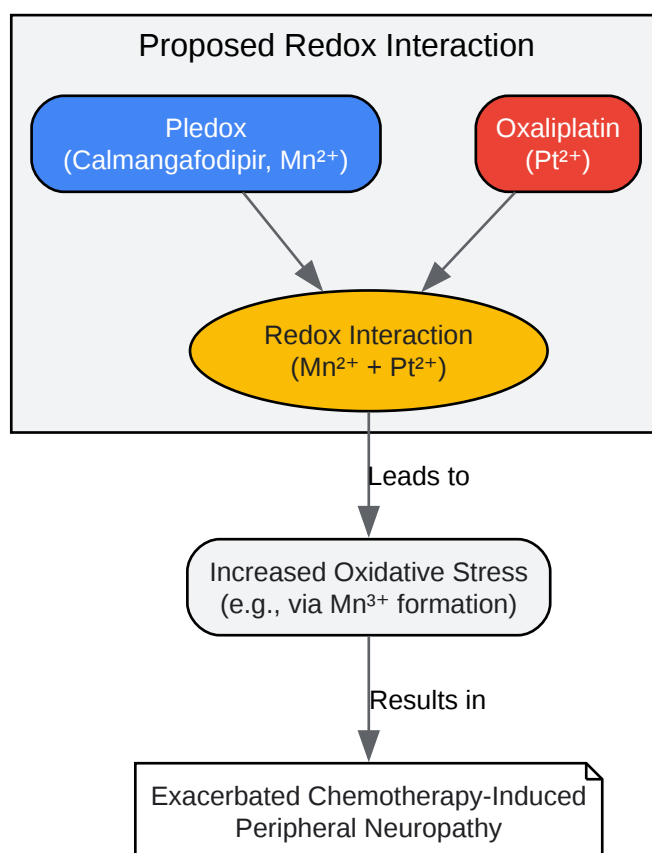 Proposed Redox Interaction
Pledox
(Calmangafodipir, Mn²⁺)
Oxaliplatin
(Pt²⁺)
Redox Interaction
(Mn²⁺ + Pt²⁺)
Leads to
Increased Oxidative Stress
(e.g., via Mn³⁺ formation)
Results in
Exacerbated Chemotherapy-Induced
Peripheral Neuropathy